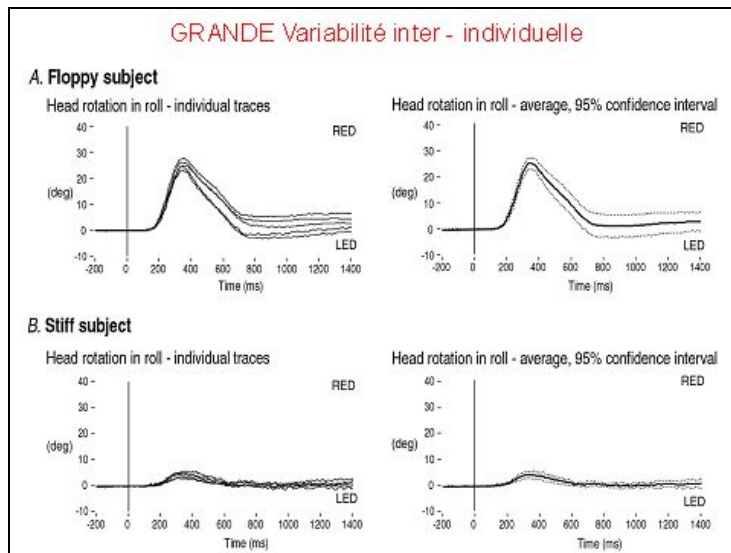 GRANDE Variabilité inter - individuelle
A. Floppy subject
Head rotation in roll - individual traces
Head rotation in roll - average, 95% confidence interval
40
30
20
10
0
-10
(deg)
RED
LED
-200 0 200 400 600 800 1000 1200 1400
Time (ms)
40
30
20
10
0
-10
(deg)
RED
LED
-200 0 200 400 600 800 1000 1200 1400
Time (ms)
B. Stiff subject
Head rotation in roll - individual traces
Head rotation in roll - average, 95% confidence interval
40
30
20
10
0
-10
(deg)
RED
LED
-200 0 200 400 600 800 1000 1200 1400
Time (ms)
40
30
20
10
0
-10
(deg)
RED
LED
-200 0 200 400 600 800 1000 1200 1400
Time (ms)